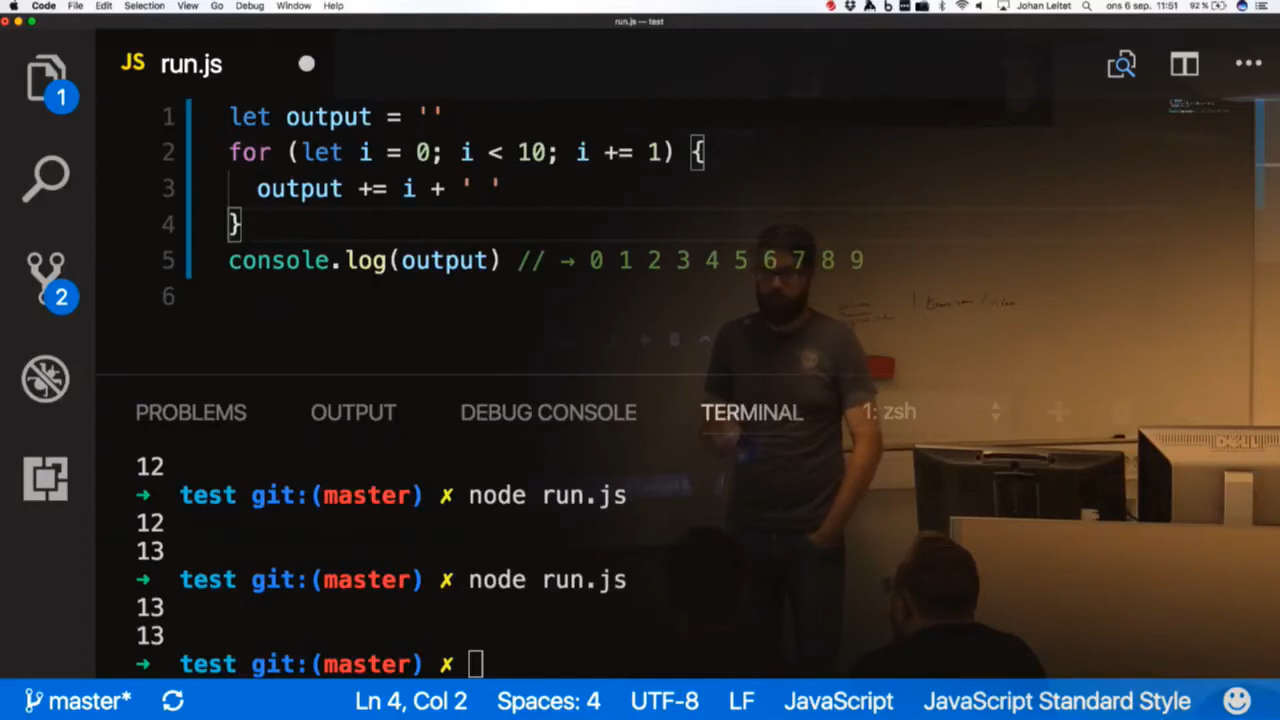 Code File Edit Selection View Go Debug Window Help Johan Leitet ons 6 sep. 11:51 92 %
run.js — test
JS run.js
1
1 let output = ''
2 for (let i = 0; i < 10; i += 1) {
3 output += i + ' '
4 }
5 console.log(output) // → 0 1 2 3 4 5 6 7 8 9
6
2
PROBLEMS OUTPUT DEBUG CONSOLE TERMINAL 1: zsh
DELL
12
➜ test git:(master) ✗ node run.js
12
13
➜ test git:(master) ✗ node run.js
13
13
➜ test git:(master) ✗
master* Ln 4, Col 2 Spaces: 4 UTF-8 LF JavaScript JavaScript Standard Style